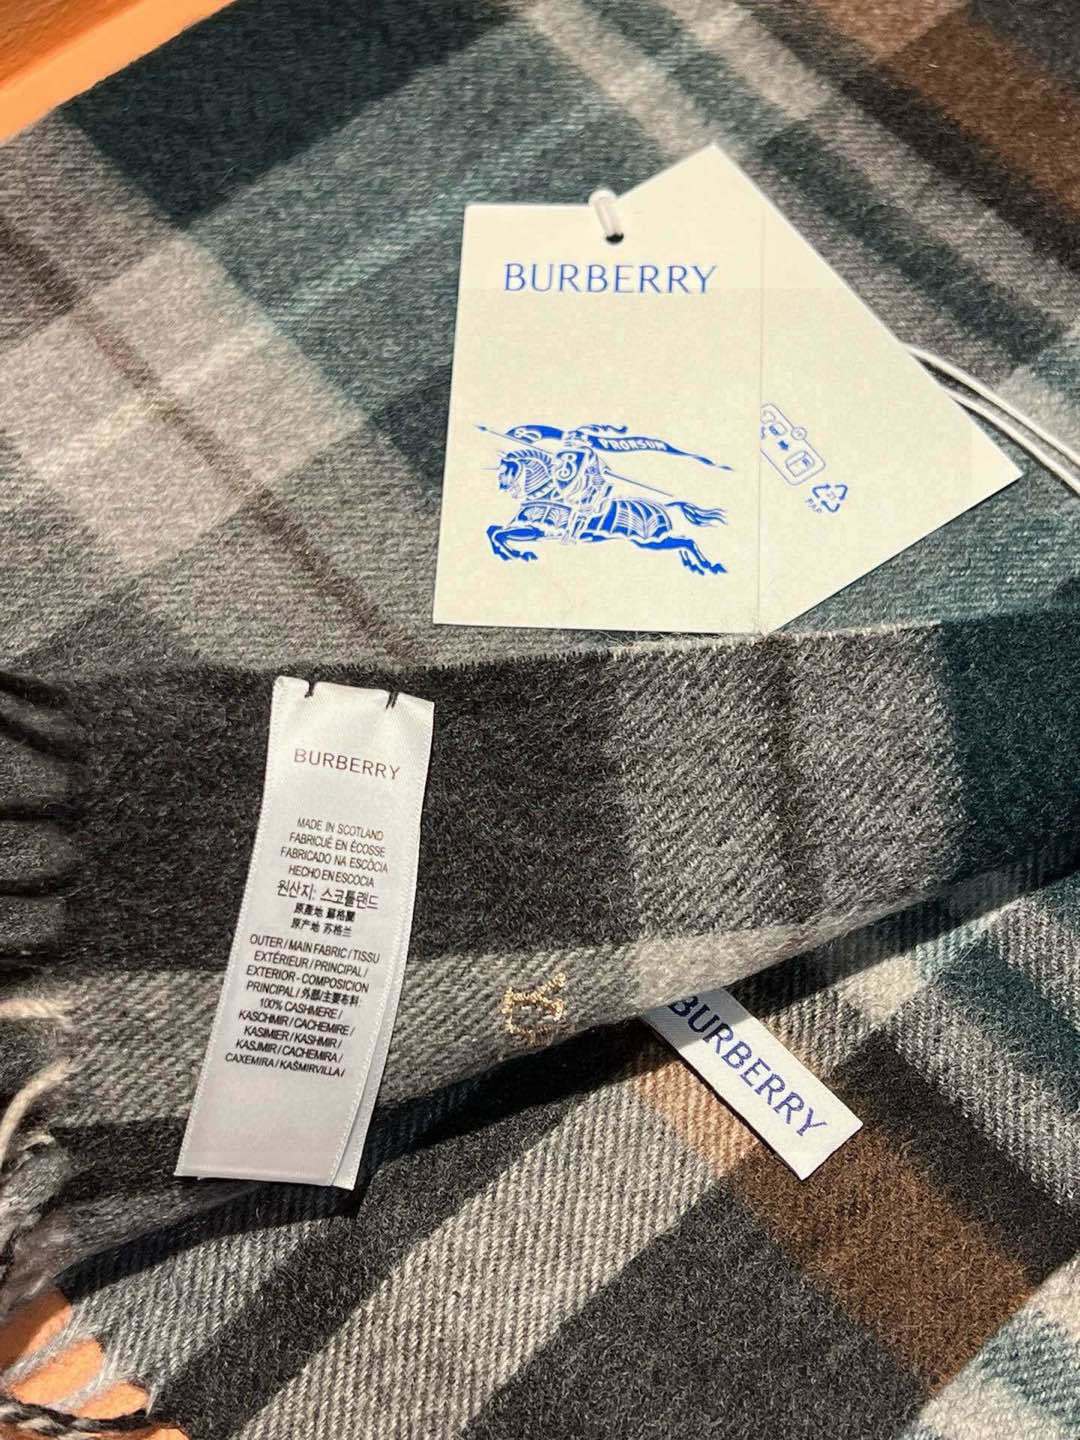 BURBERRY
PRORSUM
PAP
BURBERRY
MADE IN SCOTLAND
FABRIQUÉ EN ÉCOSSE
FABRICADO NA ESCÓCIA
HECHO EN ESCOCIA
원산지: 스코틀랜드
原產地 蘇格蘭
原产地 苏格兰
OUTER / MAIN FABRIC / TISSU
EXTÉRIEUR / PRINCIPAL /
EXTERIOR - COMPOSICION
PRINCIPAL / 外部/主要布料:
100% CASHMERE /
KASCHMIR / CACHEMIRE /
KASIMIER / KASHMIR /
KASJMIR / CACHEMIRA /
CAXEMIRA / KAŠMIRVILLA /
BURBERRY